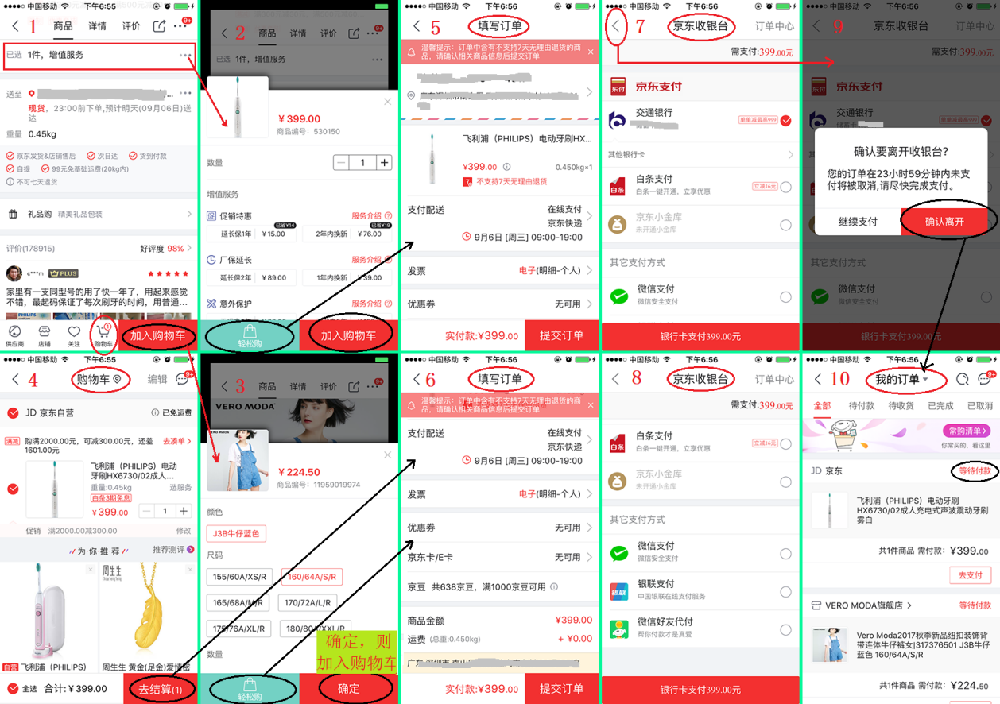 ●●●●○ 中国移动 下午6:55
1 商品 详情 评价 9+
已选 1件，增值服务
送至
现货，23:00前下单,预计明天(09月06日)送
达
重量 0.45kg
京东发货&店铺售后 次日达 货到付款
自提 99元免基础运费(20kg内)
不可七天退货
礼品购 精美礼品包装
评价(178915) 好评度 98%
c***m PLUS
家里有一支同型号的用了快一年了，用起来感觉
不错，最起码保证了每次刷牙的时间，用普通...
供应商 店铺 关注 购物车 1 加入购物车
2 商品 详情 评价 9+
已选 1件，增值服务
¥ 399.00
商品编号：530150
数量 1
增值服务
促销特惠 服务介绍
已省¥14 已省¥19
延长保1年 ¥ 15.00 2年内换新 ¥ 76.00
厂保延长 服务介绍
延长保2年 ¥ 89.00 1年内换新 ¥ 39.00
意外保护 服务介绍
轻松购 加入购物车
●●●●○ 中国移动 下午6:56
5 填写订单
温馨提示：订单中含有不支持7天无理由退货的商
品，请确认相关商品信息后提交订单
飞利浦（PHILIPS）电动牙刷HX...
¥399.00 0.450kg×1
7 不支持7天无理由退货
支付配送 在线支付
京东快递
9月6日 [周三] 09:00-19:00
发票 电子(明细-个人)
优惠券 无可用
实付款:¥399.00 提交订单
●●●●○ 中国移动 下午6:56
7 京东收银台 订单中心
需支付:399.00元
东付 京东支付
交通银行 单单减最高999
其他银行卡
白条 白条支付 立减16元
白条一键开通，立享优惠
京东小金库
未开通小金库
其它支付方式
微信支付
微信安全支付
银行卡支付399.00元
●●●●○ 中国移动 下午6:56
9 京东收银台 订单中心
需支付:399.00元
东付 京东支付
交通银行 单单减最高999
确认要离开收银台?
您的订单在23小时59分钟内未支
付将被取消,请尽快完成支付。
继续支付 确认离开
其它支付方式
微信支付
微信安全支付
银行卡支付399.00元
●●●●○ 中国移动 下午6:55
4 购物车 编辑 9+
JD 京东自营 已免运费
满减 购满2000.00元，可减300.00元，还差 去凑单
1601.00元
飞利浦（PHILIPS）电动
牙刷HX6730/02成人...
重量:0.45kg 选服务
白条3期免息
¥ 399.00 1
促销 满2000.00减300.00 修改
为·你·推·荐 推荐测评
周生生
Chow Sang Sang
自营 飞利浦（PHILIPS） 周生生 黄金(足金)爱情密
全选 合计: ¥ 399.00 去结算(1)
3 商品 详情 评价 9+
VERO MODA
¥ 224.50
商品编号：11959019974
颜色
J3B牛仔蓝色
尺码
155/60A/XS/R 160/64A/S/R
165/68A/M/R 170/72A/L/R
175/76A/XL/R 180/80A/XXL/R
数量
确定，则
加入购物车
轻松购 确定
●●●●○ 中国移动 下午6:56
6 填写订单
温馨提示：订单中含有不支持7天无理由退货的商
品，请确认相关商品信息后提交订单
支付配送 在线支付
京东快递
9月6日 [周三] 09:00-19:00
发票 电子(明细-个人)
优惠券 无可用
京东卡/E卡 无可用
京豆 共638京豆，满1000京豆可用
商品金额 ¥399.00
运费 (总重:0.450kg) + ¥0.00
实付款:¥399.00 提交订单
●●●●○ 中国移动 下午6:56
8 京东收银台 订单中心
需支付:399.00元
白条 白条支付 立减16元
白条一键开通，立享优惠
京东小金库
未开通小金库
其它支付方式
微信支付
微信安全支付
银联 银联支付
中国银联在线支付服务
微信好友代付
帮你付款才是真爱
银行卡支付399.00元
●●●●○ 中国移动 下午6:56
10 我的订单 9+
全部 待付款 待收货 已完成 已取消
常购清单
你常买的，看这里
JD 京东 等待付款
飞利浦（PHILIPS）电动牙刷
HX6730/02成人充电式声波震动牙刷
雾白
共1件商品 需付款: ¥399.00
去支付
VERO MODA旗舰店 等待付款
Vero Moda2017秋季新品纽扣装饰背
带连体牛仔裤女|317376501 J3B牛仔
蓝色 160/64A/S/R
共1件商品 需付款: ¥224.50